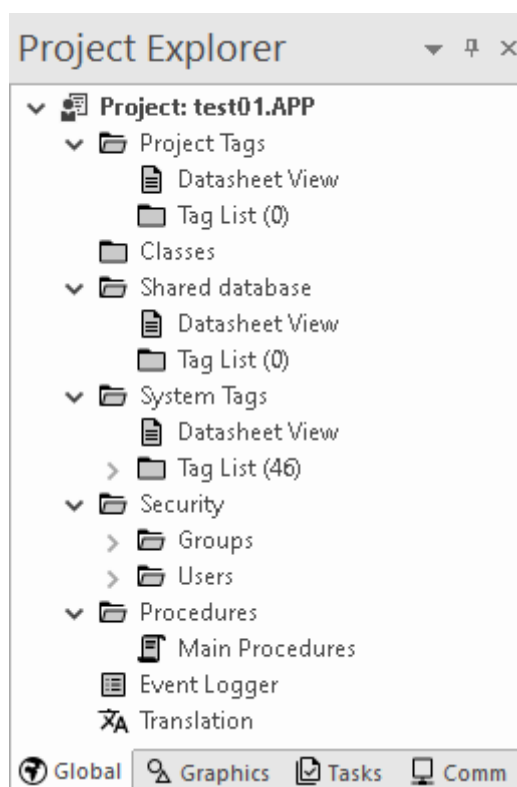 Project Explorer
Project: test01.APP
Project Tags
Datasheet View
Tag List (0)
Classes
Shared database
Datasheet View
Tag List (0)
System Tags
Datasheet View
Tag List (46)
Security
Groups
Users
Procedures
Main Procedures
Event Logger
Translation
Global Graphics Tasks Comm